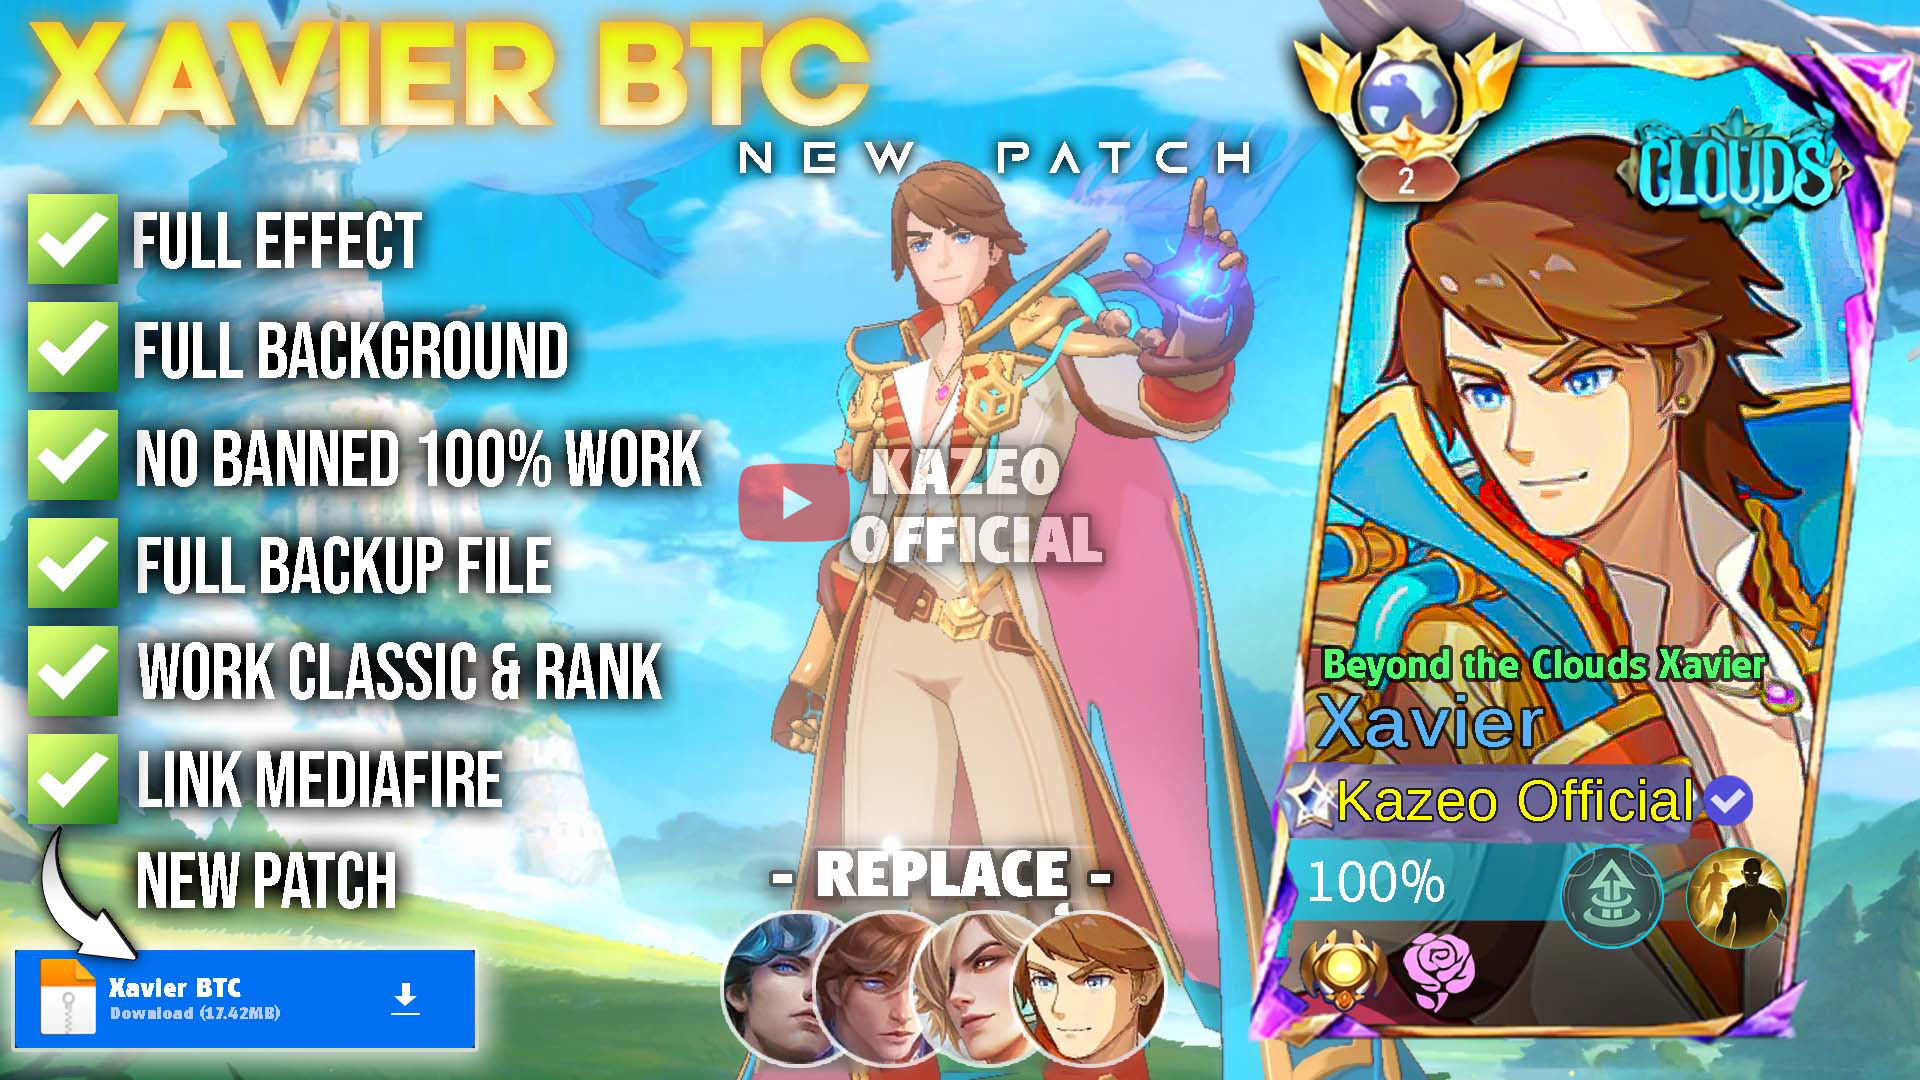 XAVIER BTC
NEW PATCH
FULL EFFECT
FULL BACKGROUND
NO BANNED 100% WORK
FULL BACKUP FILE
WORK CLASSIC & RANK
LINK MEDIAFIRE
NEW PATCH
Xavier BTC
Download (17.42MB)
KAZEO
OFFICIAL
- REPLACE -
2
CLOUDS
Beyond the Clouds Xavier
Xavier
Kazeo Official
100%